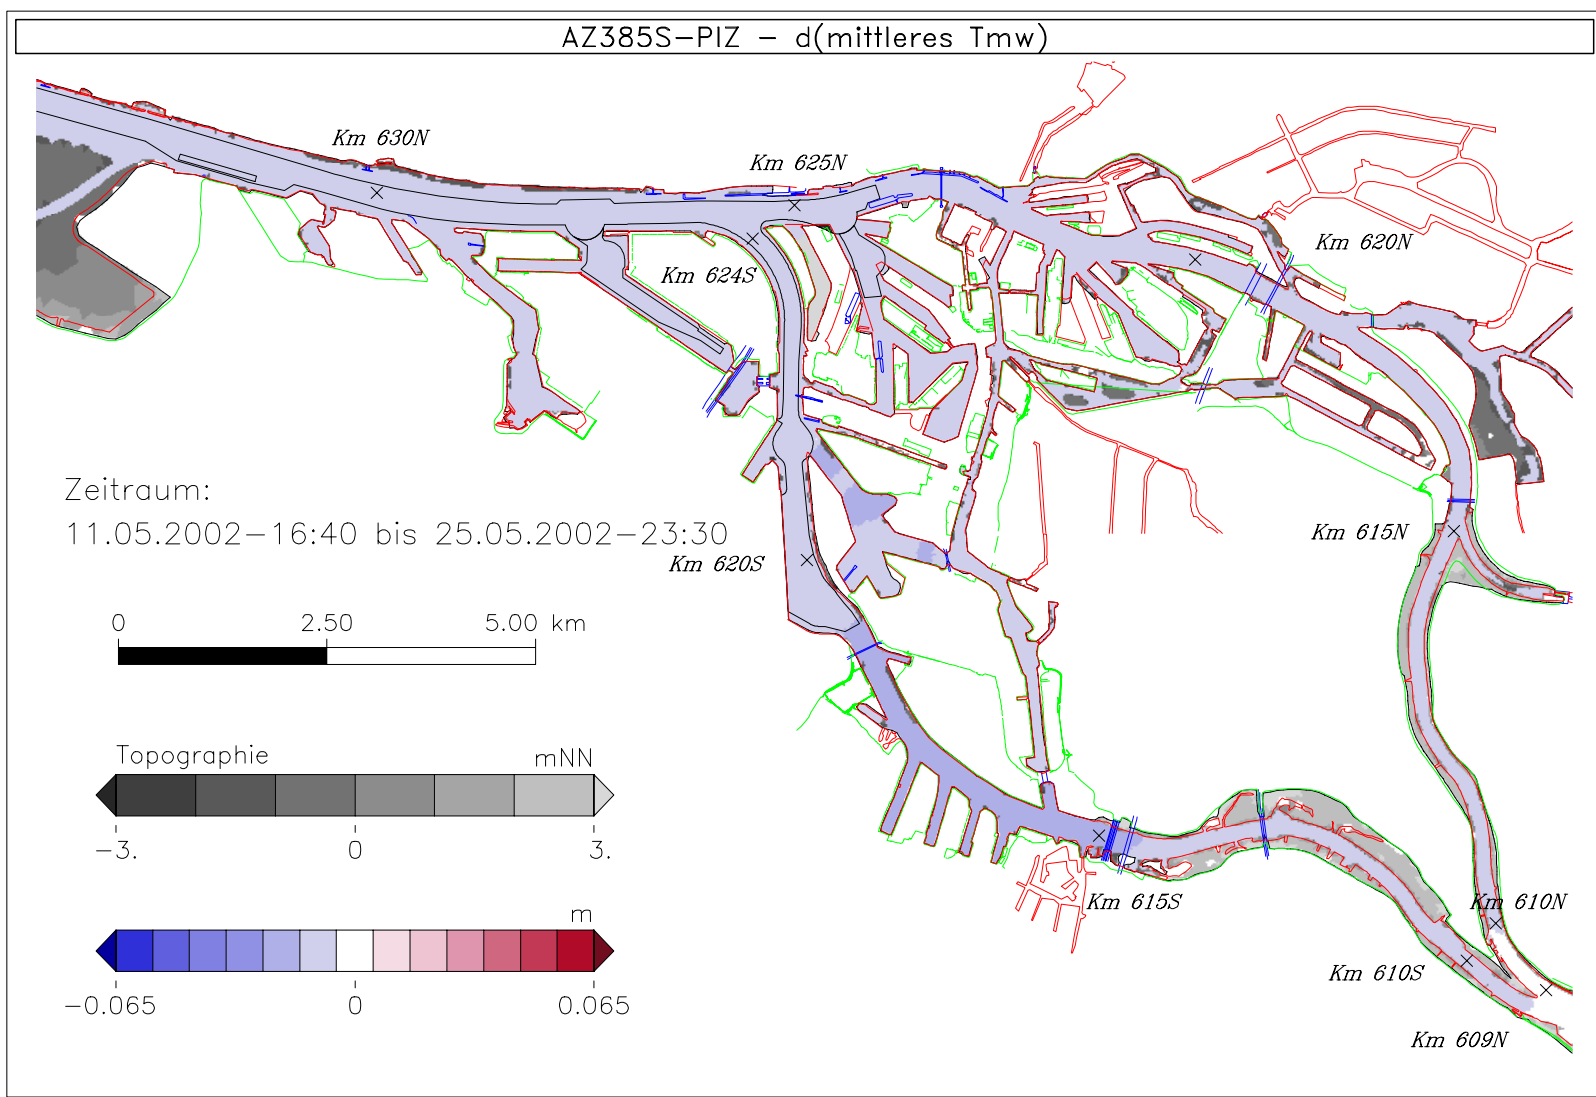 AZ385S-PIZ - d(mittleres Tmw)
Km 630N
Km 625N
Km 620N
Km 624S
Zeitraum:
11.05.2002-16:40 bis 25.05.2002-23:30
Km 615N
Km 620S
0 2.50 5.00 km
Topographie mNN
-3. 0 3.
Km 615S
Km 610N
m
Km 610S
-0.065 0 0.065
Km 609N